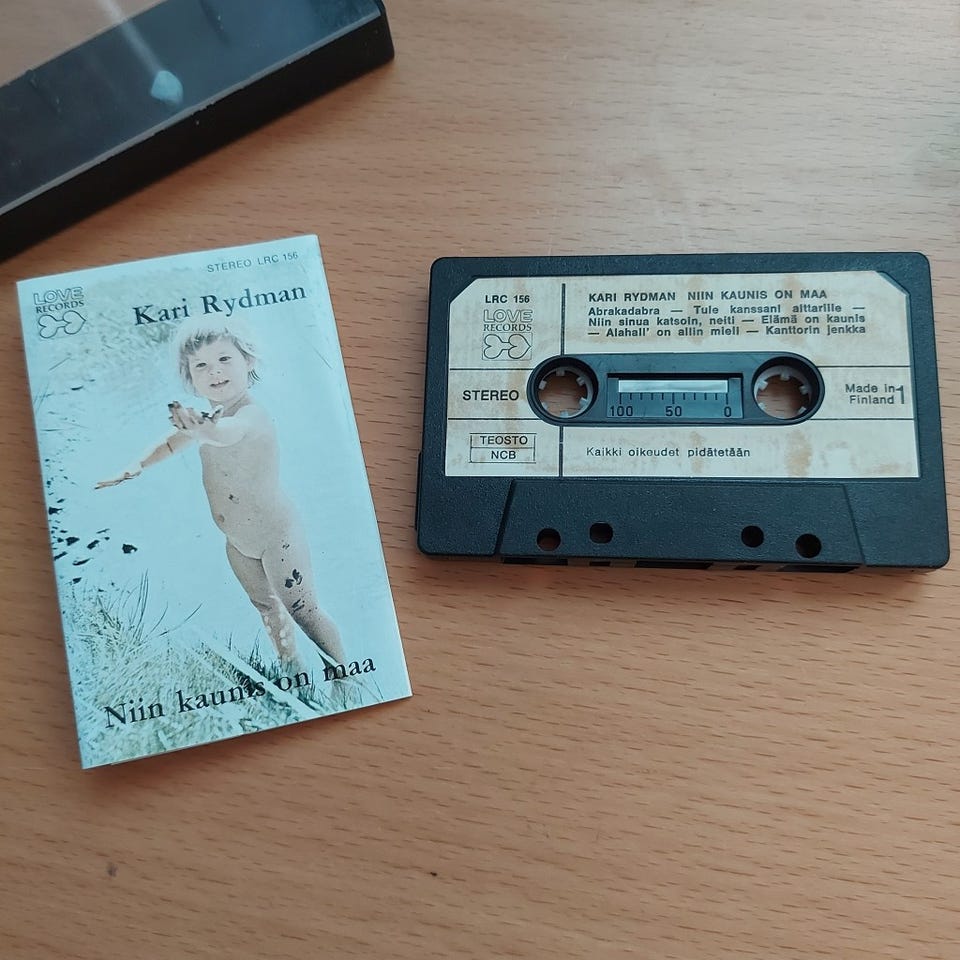 STEREO LRC 156
LOVE
RECORDS
Kari Rydman
Niin kaunis on maa
LRC 156
LOVE
RECORDS
KARI RYDMAN NIIN KAUNIS ON MAA
Abrakadabra — Tule kanssani aittarille —
Niin sinua katsoin, neiti — Elämä on kaunis
— Alahall' on allin mieli — Kanttorin jenkka
STEREO
100 50 0
Made in
Finland 1
TEOSTO
NCB
Kaikki oikeudet pidätetään